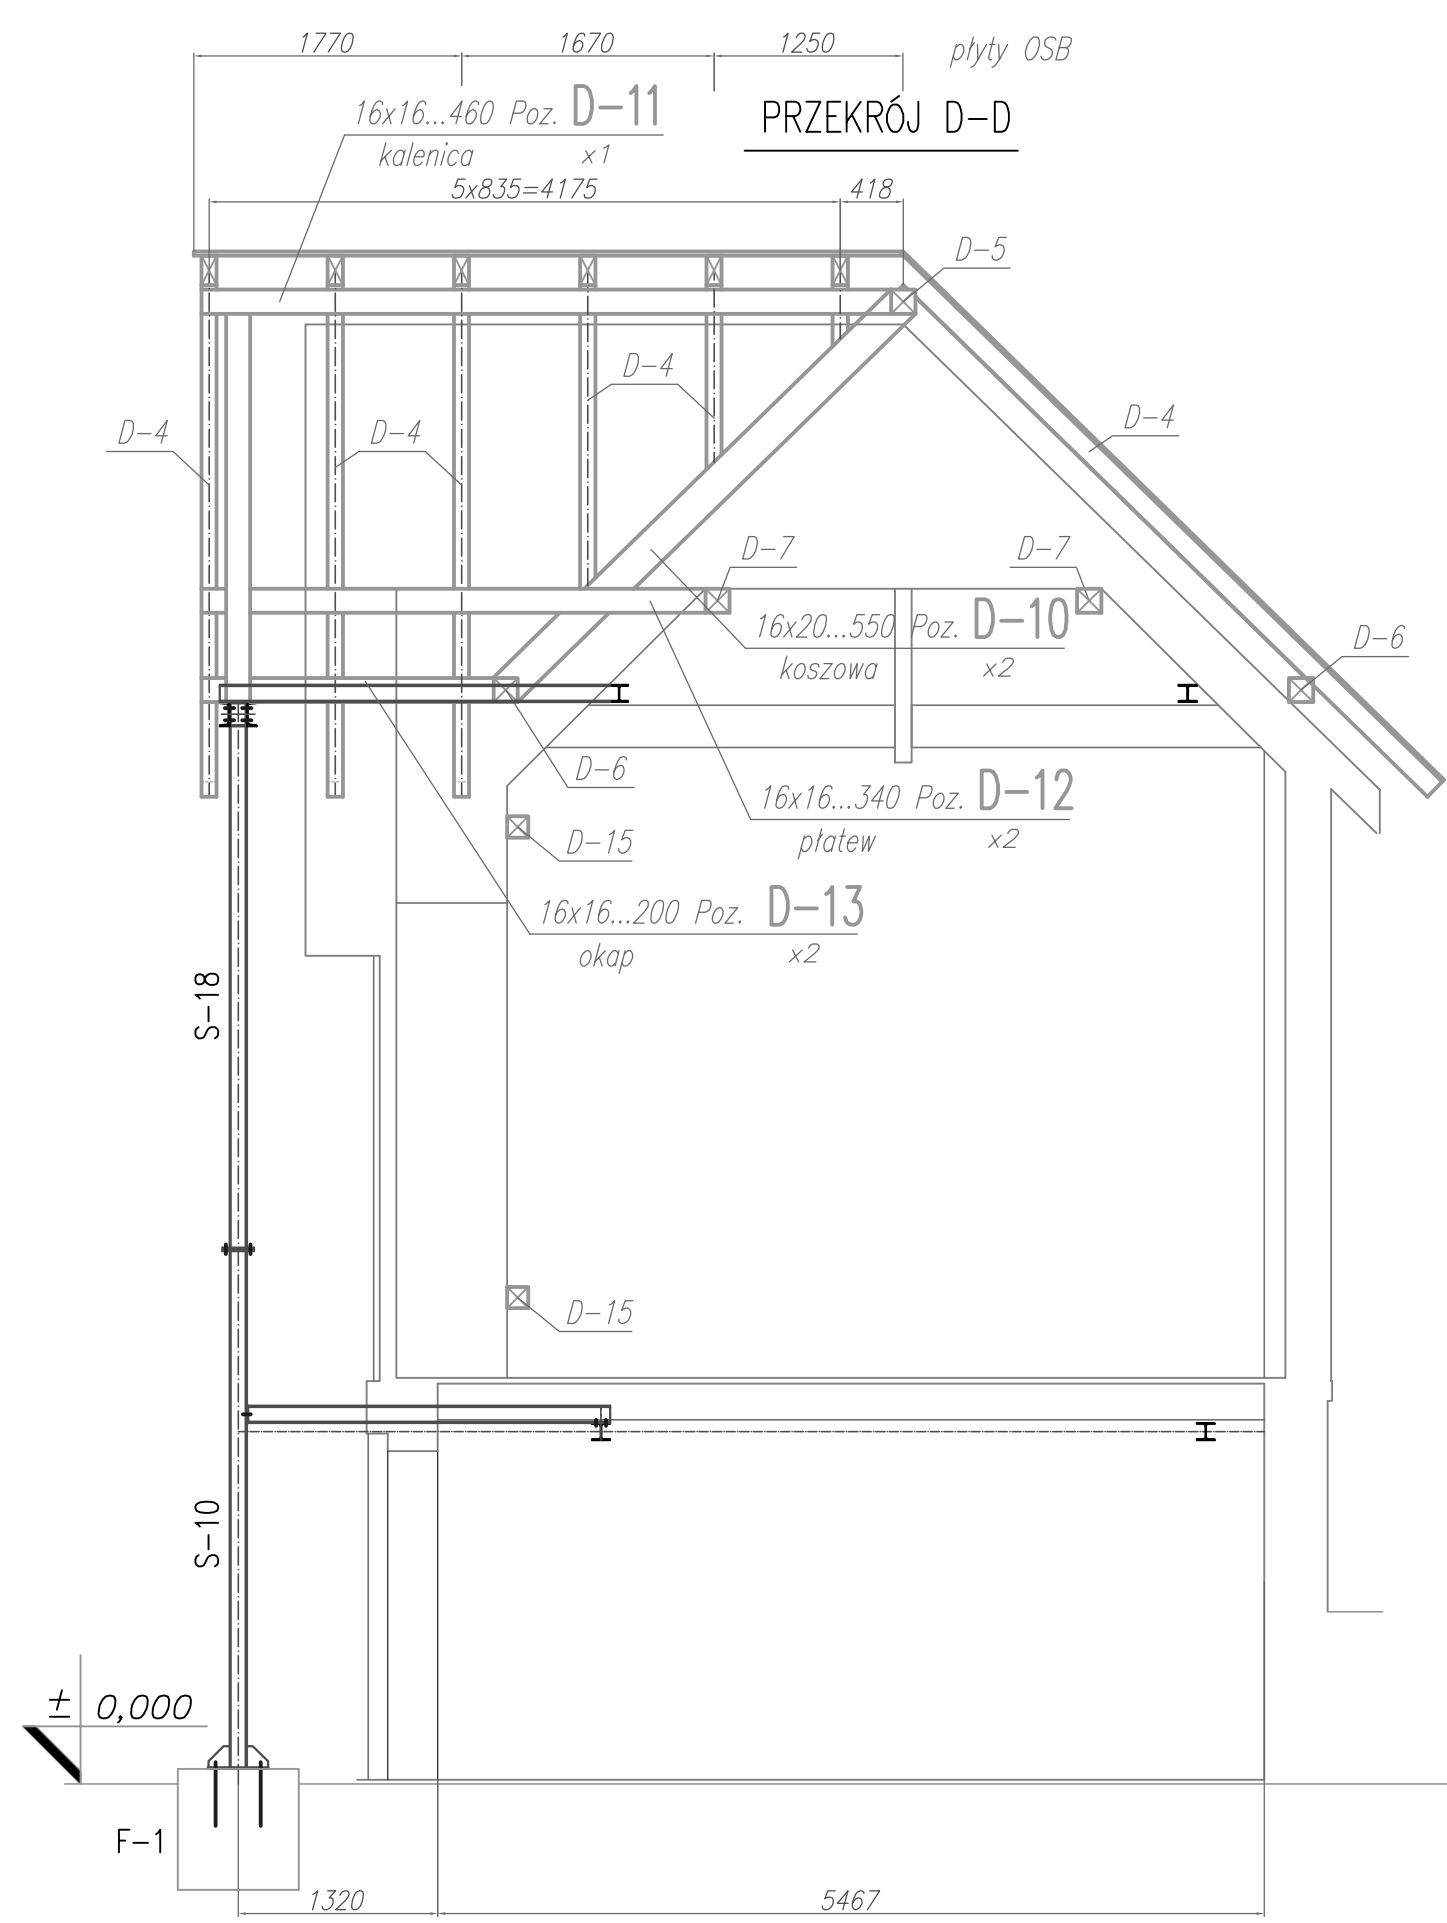 1770 1670 1250 płyty OSB
16x16...460 Poz. D-11 PRZEKRÓJ D-D
kalenica x1
5x835=4175 418
D-5
D-4
D-4 D-4 D-4
D-7 D-7
16x20...550 Poz. D-10 D-6
koszowa x2
D-6
16x16...340 Poz. D-12
płatew x2
D-15
16x16...200 Poz. D-13
okap x2
S-18
D-15
S-10
± 0,000
F-1
1320 5467